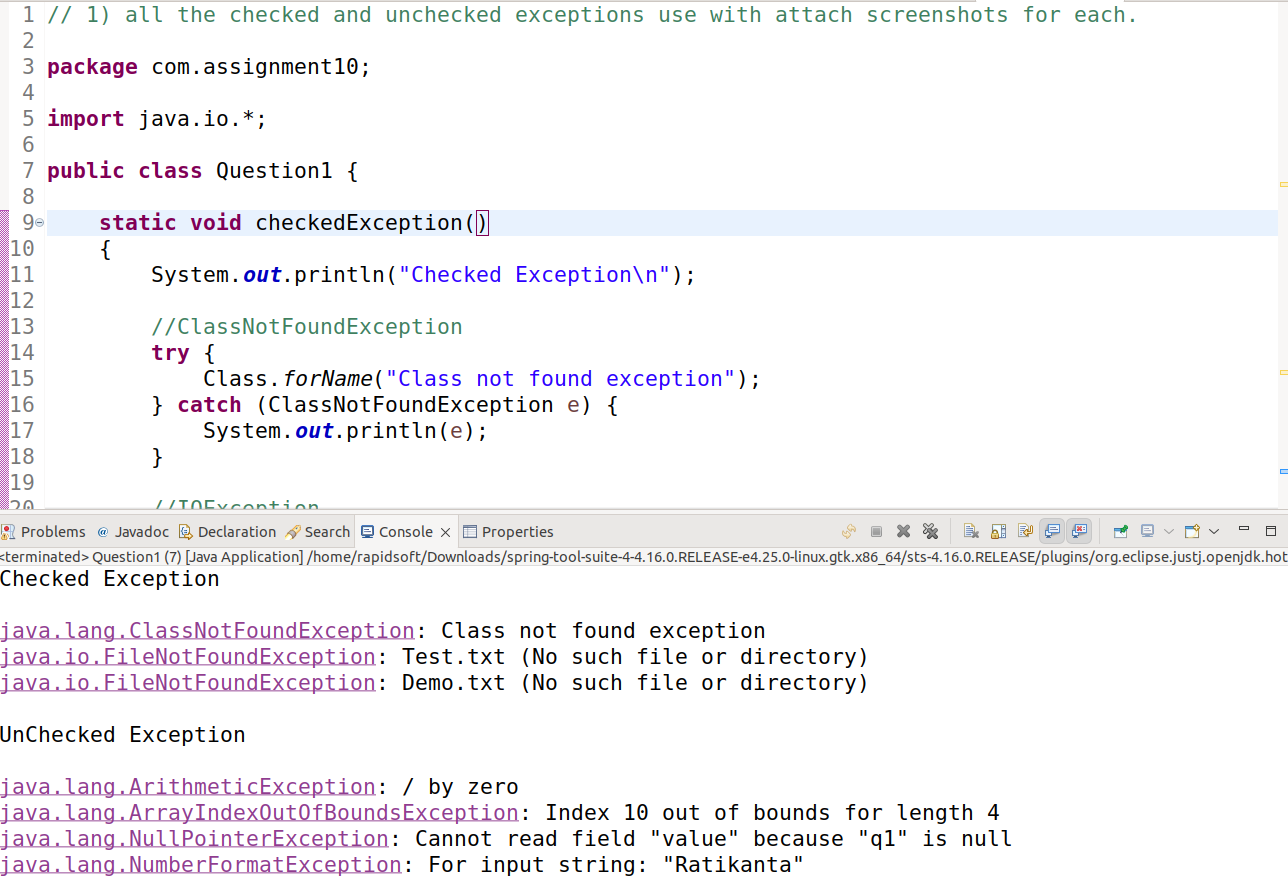 1 // 1) all the checked and unchecked exceptions use with attach screenshots for each.
2
3 package com.assignment10;
4
5 import java.io.*;
6
7 public class Question1 {
8
9     static void checkedException()
10     {
11         System.out.println("Checked Exception\n");
12
13         //ClassNotFoundException
14         try {
15             Class.forName("Class not found exception");
16         } catch (ClassNotFoundException e) {
17             System.out.println(e);
18         }
19
20         //IOException
Problems Javadoc Declaration Search Console Properties
<terminated> Question1 (7) [Java Application] /home/rapidsoft/Downloads/spring-tool-suite-4-4.16.0.RELEASE-e4.25.0-linux.gtk.x86_64/sts-4.16.0.RELEASE/plugins/org.eclipse.justj.openjdk.hot
Checked Exception
java.lang.ClassNotFoundException: Class not found exception
java.io.FileNotFoundException: Test.txt (No such file or directory)
java.io.FileNotFoundException: Demo.txt (No such file or directory)
UnChecked Exception
java.lang.ArithmeticException: / by zero
java.lang.ArrayIndexOutOfBoundsException: Index 10 out of bounds for length 4
java.lang.NullPointerException: Cannot read field "value" because "q1" is null
java.lang.NumberFormatException: For input string: "Ratikanta"